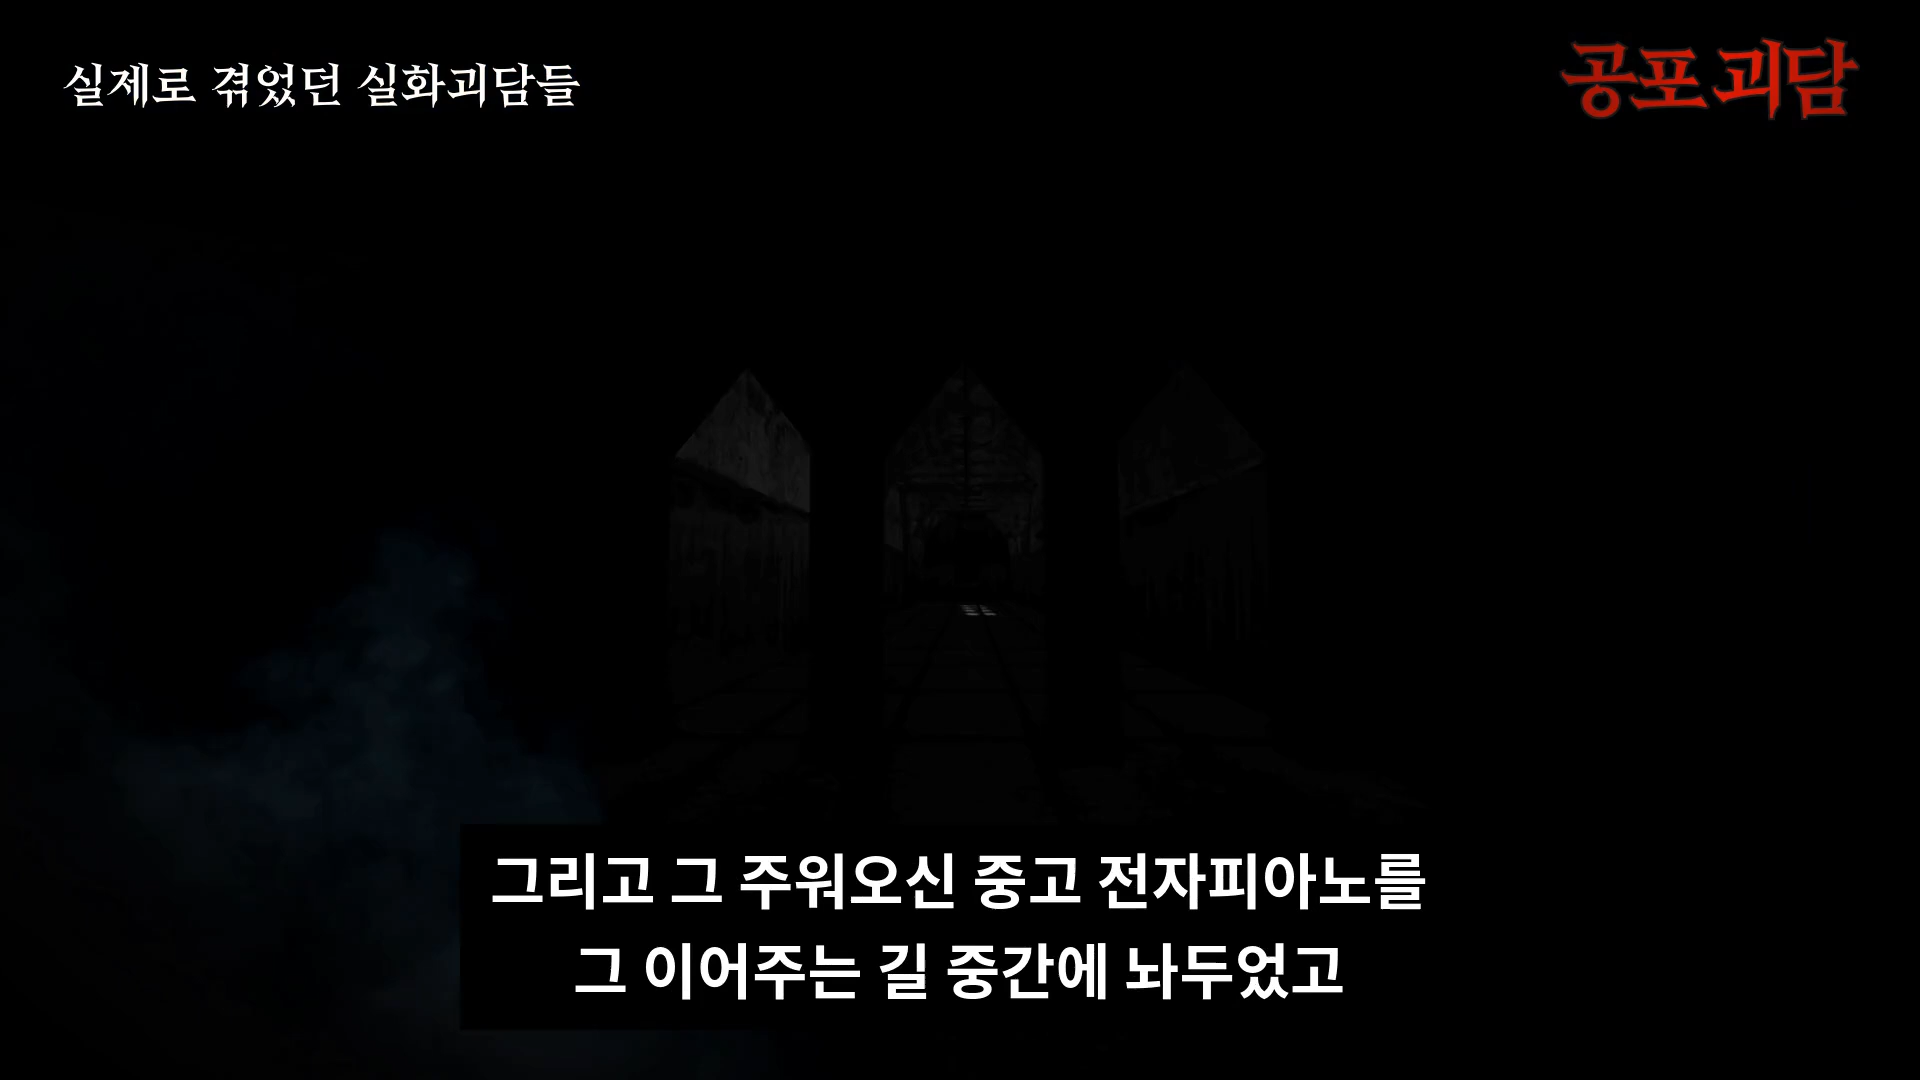 실제로 겪었던 실화괴담들
공포괴담
그리고 그 주워오신 중고 전자피아노를
그 이어주는 길 중간에 놔두었고